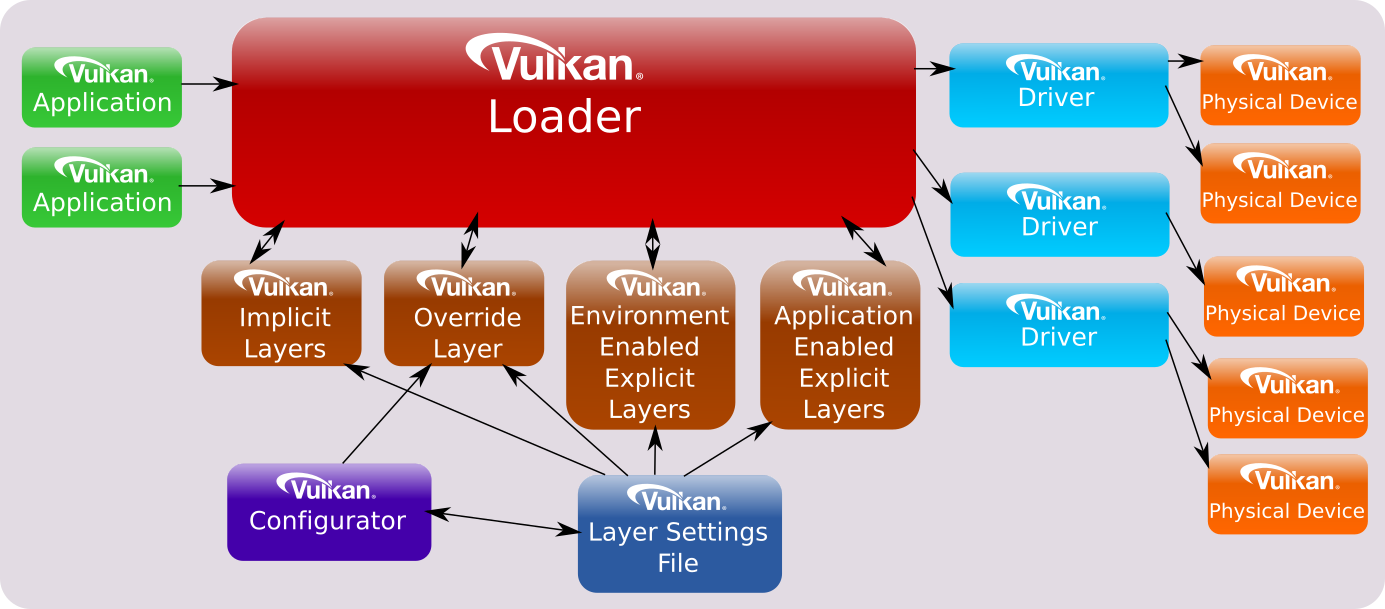 Vulkan®
Application
Vulkan®
Application
Vulkan®
Loader
Vulkan®
Driver
Vulkan®
Driver
Vulkan®
Driver
Vulkan®
Physical Device
Vulkan®
Physical Device
Vulkan®
Physical Device
Vulkan®
Physical Device
Vulkan®
Physical Device
Vulkan®
Implicit
Layers
Vulkan®
Override
Layer
Vulkan®
Environment
Enabled
Explicit
Layers
Vulkan®
Application
Enabled
Explicit
Layers
Vulkan®
Configurator
Vulkan®
Layer Settings
File